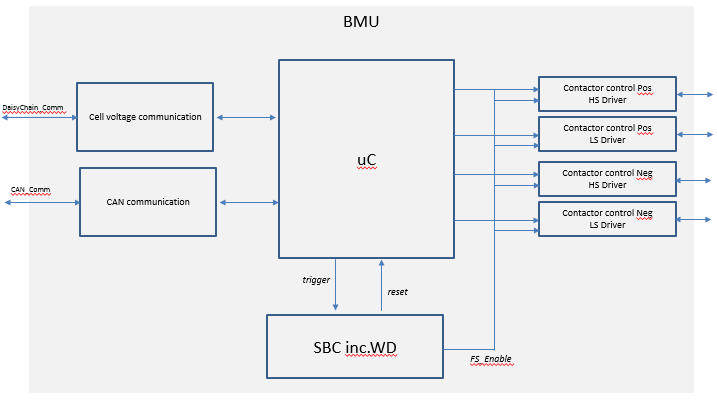 BMU
DaisyChain_Comm
Cell voltage communication
CAN_Comm
CAN communication
uC
Contactor control Pos
HS Driver
Contactor control Pos
LS Driver
Contactor control Neg
HS Driver
Contactor control Neg
LS Driver
trigger
reset
SBC inc.WD
FS_Enable